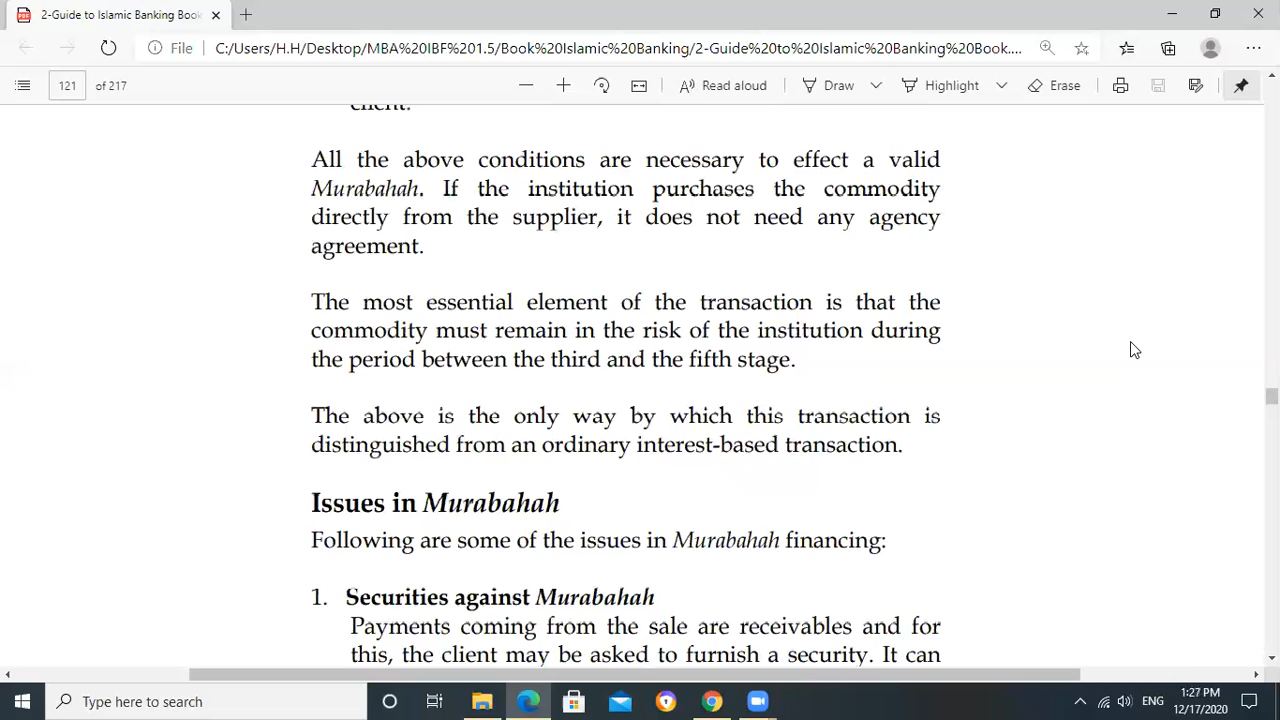 2-Guide to Islamic Banking Book
File
C:/Users/H.H/Desktop/MBA%20IBF%201.5/Book%20Islamic%20Banking/2-Guide%20to%20Islamic%20Banking%20Book....
121 of 217
Read aloud
Draw
Highlight
Erase
client.
All the above conditions are necessary to effect a valid
Murabahah. If the institution purchases the commodity
directly from the supplier, it does not need any agency
agreement.
The most essential element of the transaction is that the
commodity must remain in the risk of the institution during
the period between the third and the fifth stage.
The above is the only way by which this transaction is
distinguished from an ordinary interest-based transaction.
Issues in Murabahah
Following are some of the issues in Murabahah financing:
1. Securities against Murabahah
Payments coming from the sale are receivables and for
this, the client may be asked to furnish a security. It can
Type here to search
ENG
1:27 PM
12/17/2020